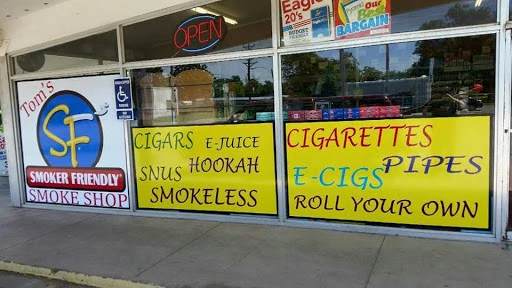 OPEN
Eagle
20's
BARGAIN
Tom's
SF
SMOKER FRIENDLY
SMOKE SHOP
CIGARS E-JUICE
HOOKAH
SNUS
SMOKELESS
CIGARETTES
PIPES
E-CIGS
ROLL YOUR OWN